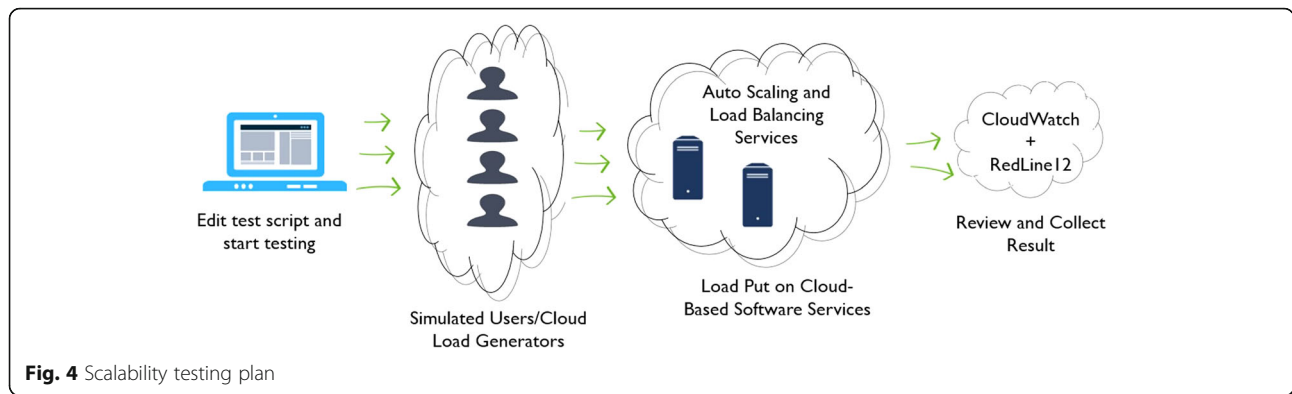 Edit test script and
start testing
Simulated Users/Cloud
Load Generators
Auto Scaling and
Load Balancing
Services
Load Put on Cloud-
Based Software Services
CloudWatch
+
RedLine12
Review and Collect
Result
Fig. 4 Scalability testing plan